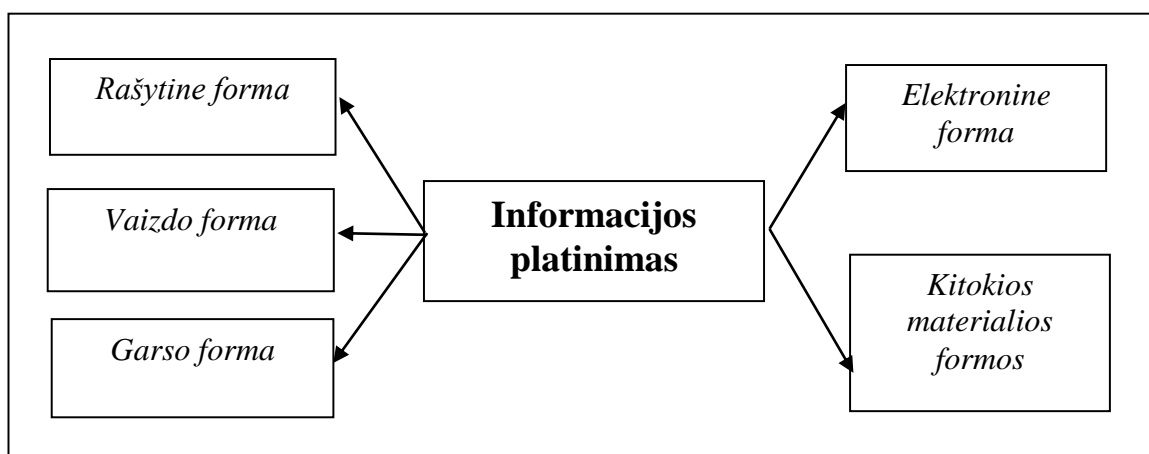 Rašytine forma
Vaizdo forma
Garso forma
Informacijos
platinimas
Elektronine
forma
Kitokios
materialios
formos